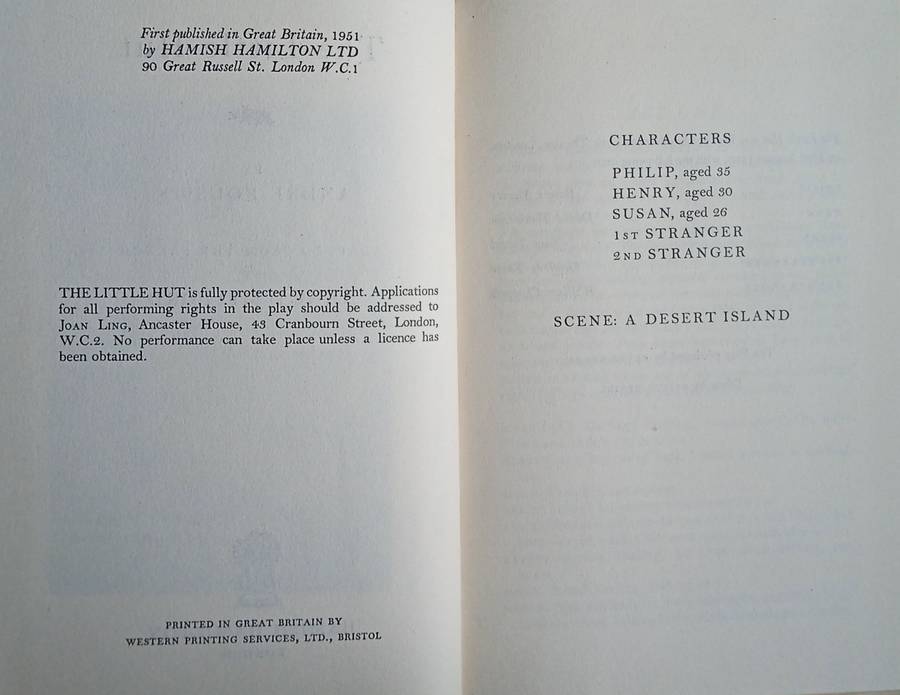 First published in Great Britain, 1951
by HAMISH HAMILTON LTD
90 Great Russell St. London W.C.1
THE LITTLE HUT is fully protected by copyright. Applications
for all performing rights in the play should be addressed to
JOAN LING, Ancaster House, 43 Cranbourn Street, London,
W.C.2. No performance can take place unless a licence has
been obtained.
PRINTED IN GREAT BRITAIN BY
WESTERN PRINTING SERVICES, LTD., BRISTOL
CHARACTERS
PHILIP, aged 35
HENRY, aged 30
SUSAN, aged 26
1ST STRANGER
2ND STRANGER
SCENE: A DESERT ISLAND